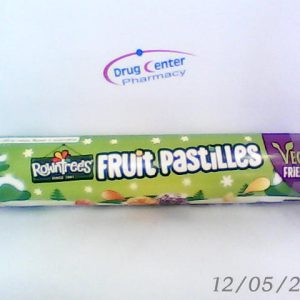 Drug Center
Pharmacy
ROWNTREE'S
SINCE 1881
FRUIT PASTILLES
VEG
FRIE
12/05/2